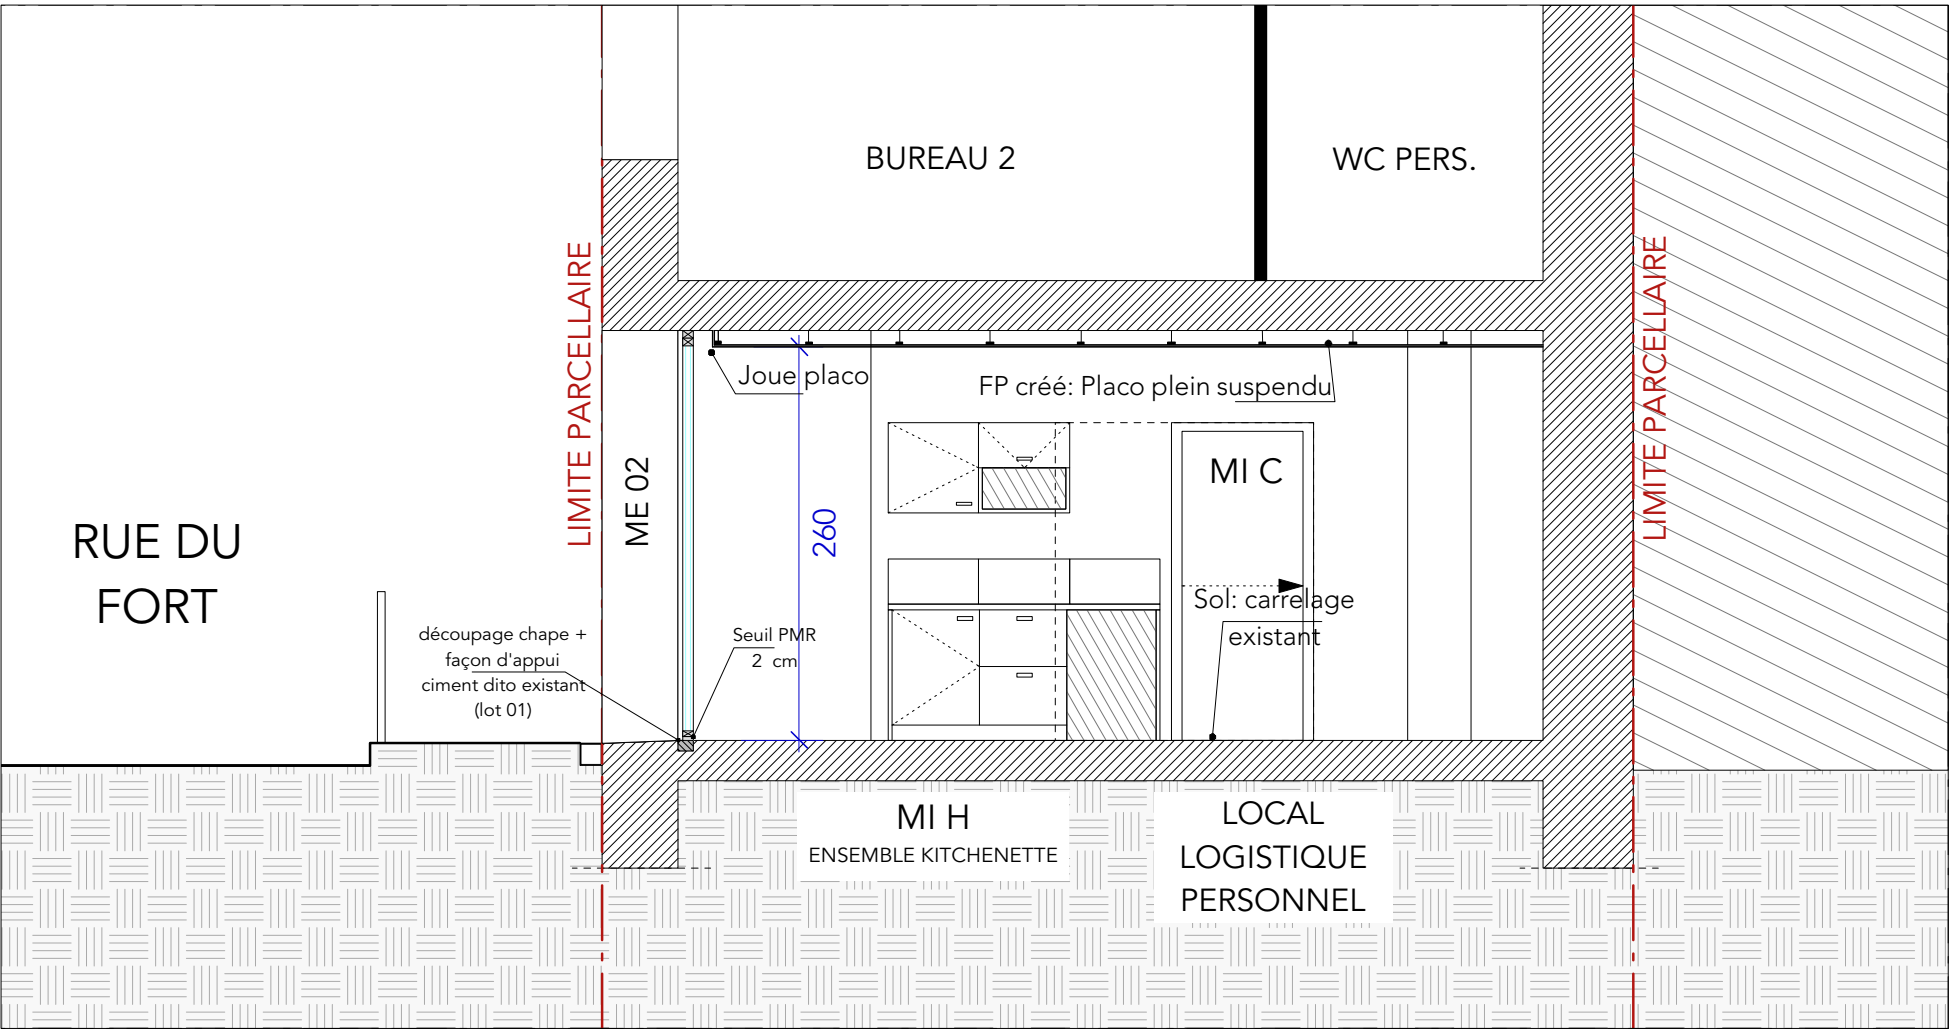 BUREAU 2
WC PERS.
LIMITE PARCELLAIRE
LIMITE PARCELLAIRE
Joue placo
FP créé: Placo plein suspendu
ME 02
MI C
260
RUE DU
FORT
Sol: carrelage
existant
découpage chape +
façon d'appui
ciment dito existant
(lot 01)
Seuil PMR
2 cm
MI H
ENSEMBLE KITCHENETTE
LOCAL
LOGISTIQUE
PERSONNEL